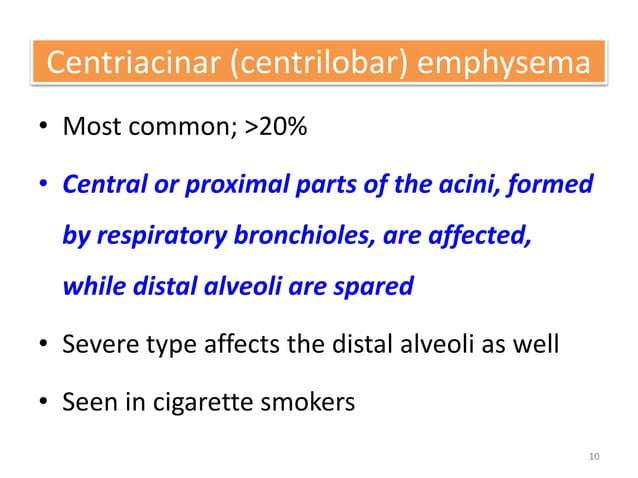 Centriacinar (centrilobar) emphysema
• Most common; >20%
• Central or proximal parts of the acini, formed
by respiratory bronchioles, are affected,
while distal alveoli are spared
• Severe type affects the distal alveoli as well
• Seen in cigarette smokers
10